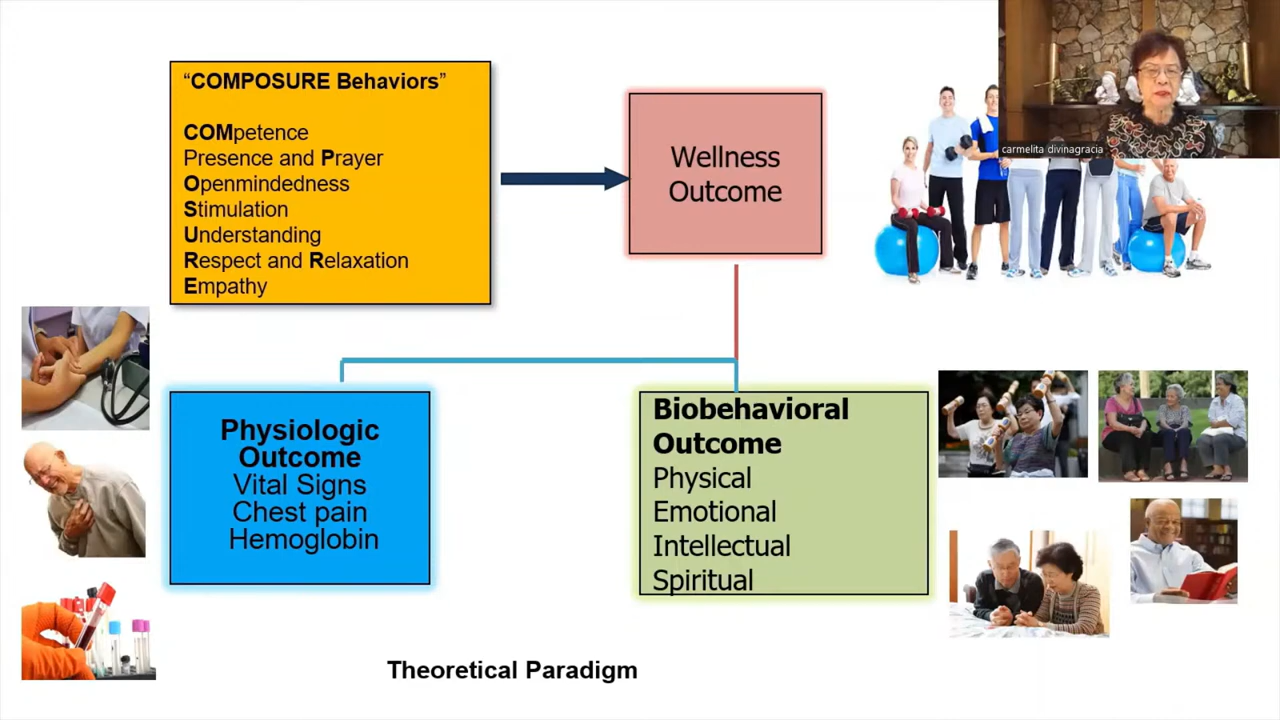 “COMPOSURE Behaviors”
COMpetence
Presence and Prayer
Openmindedness
Stimulation
Understanding
Respect and Relaxation
Empathy
Wellness
Outcome
carmelita divinagracia
Physiologic
Outcome
Vital Signs
Chest pain
Hemoglobin
Biobehavioral
Outcome
Physical
Emotional
Intellectual
Spiritual
Theoretical Paradigm